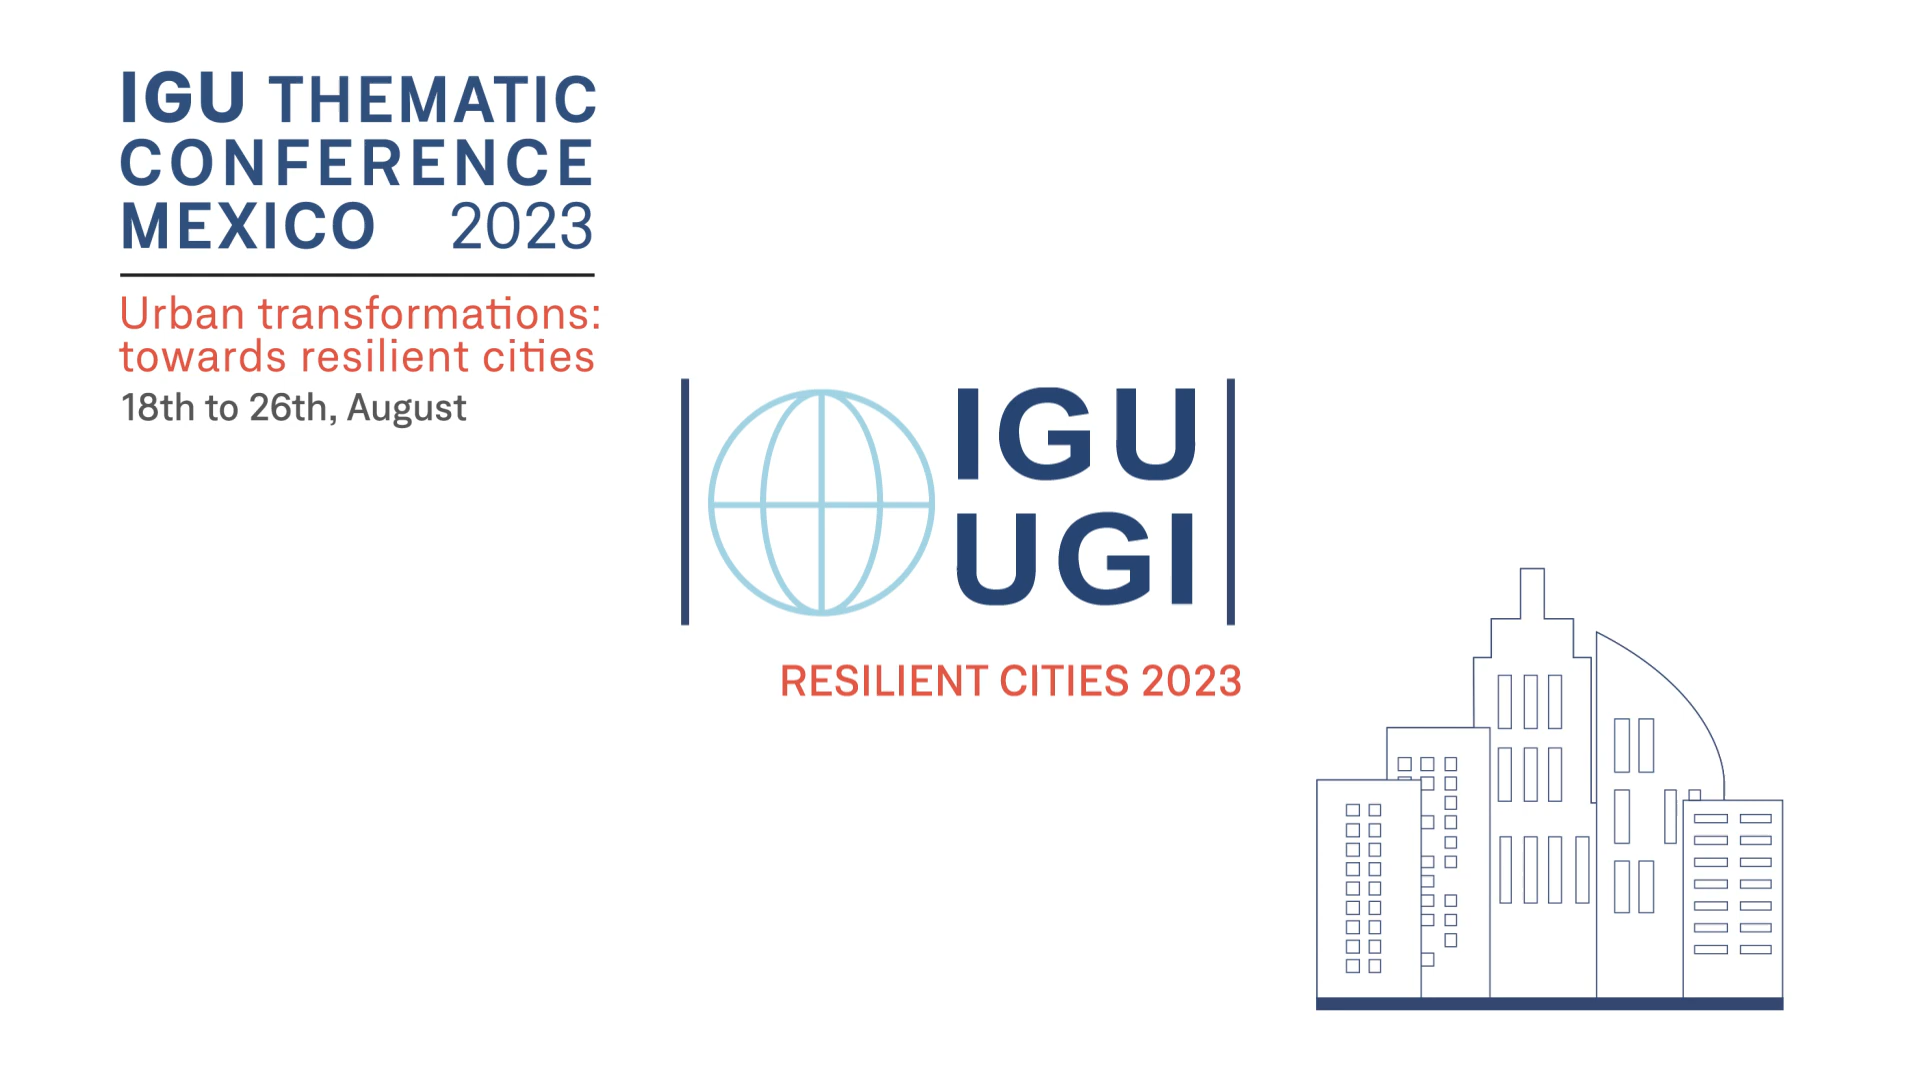 IGU THEMATIC
CONFERENCE
MEXICO 2023
Urban transformations:
towards resilient cities
18th to 26th, August
IGU
UGI
RESILIENT CITIES 2023